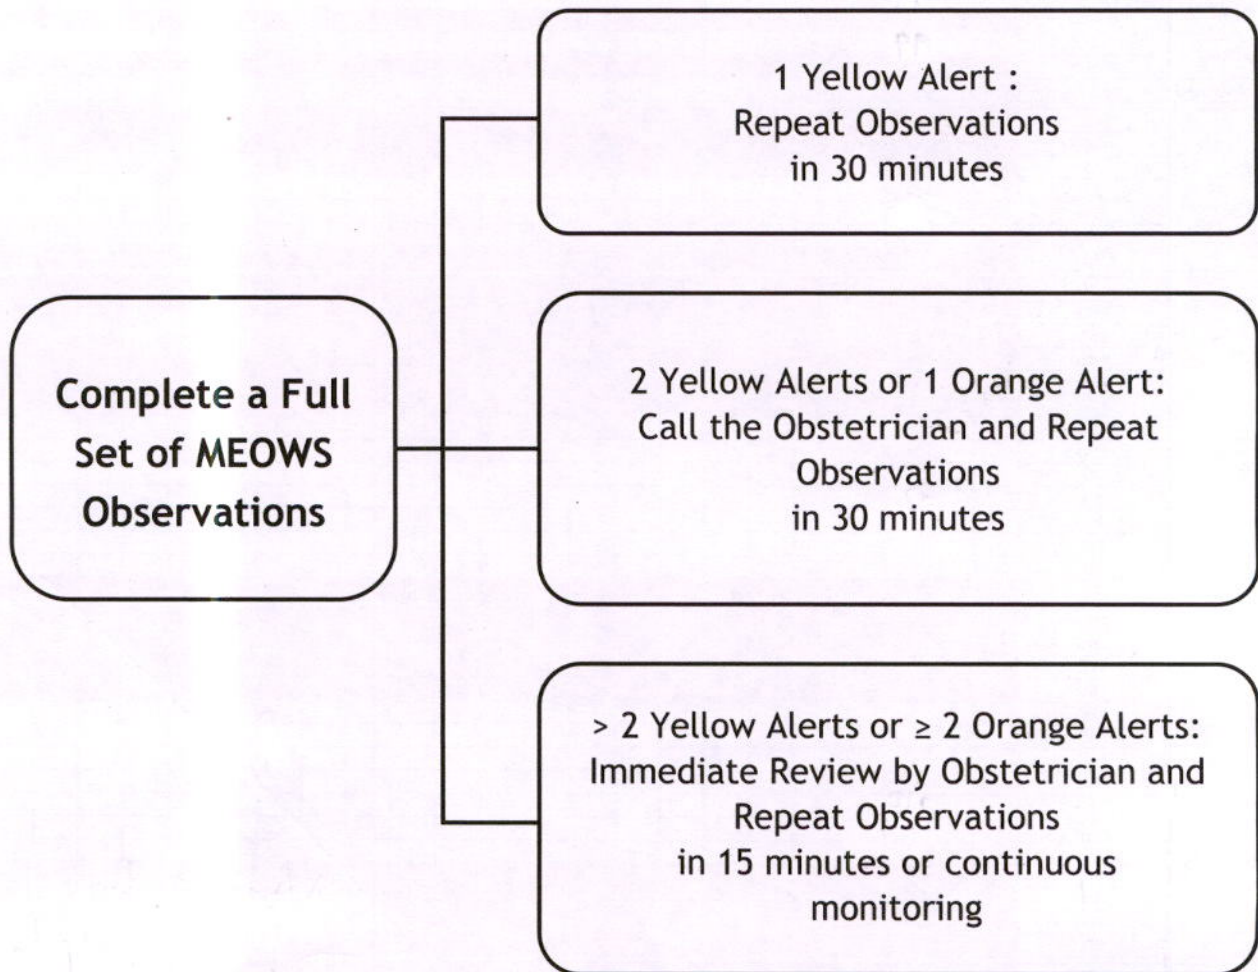 Complete a Full
Set of MEOWS
Observations
1 Yellow Alert :
Repeat Observations
in 30 minutes
2 Yellow Alerts or 1 Orange Alert:
Call the Obstetrician and Repeat
Observations
in 30 minutes
> 2 Yellow Alerts or ≥ 2 Orange Alerts:
Immediate Review by Obstetrician and
Repeat Observations
in 15 minutes or continuous
monitoring